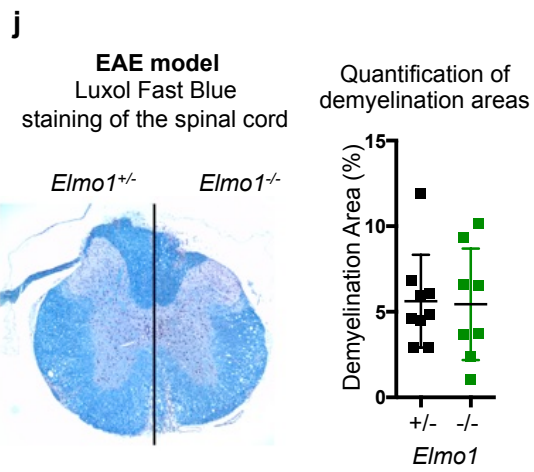 j
EAE model
Luxol Fast Blue
staining of the spinal cord
Elmo1+/-
Elmo1-/-
Quantification of
demyelination areas
Demyelination Area (%)
15
10
5
0
+/-
-/-
Elmo1